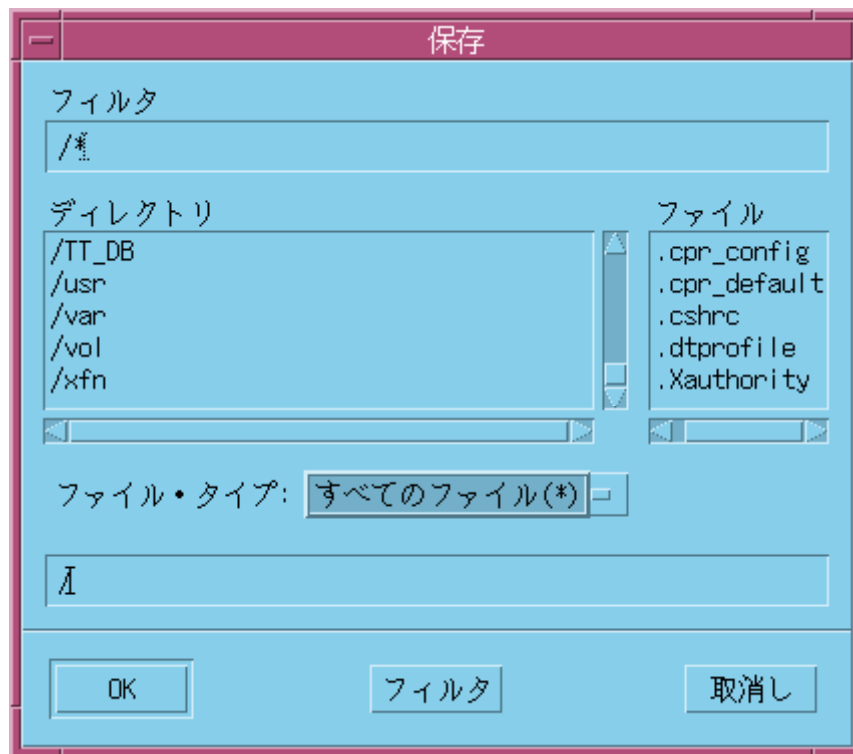 保存
フィルタ
/*
ディレクトリ
/TT_DB
/usr
/var
/vol
/xfn
ファイル
.cpr_config
.cpr_default
.cshrc
.dtprofile
.Xauthority
ファイル・タイプ: すべてのファイル(*)
/
OK フィルタ 取消し